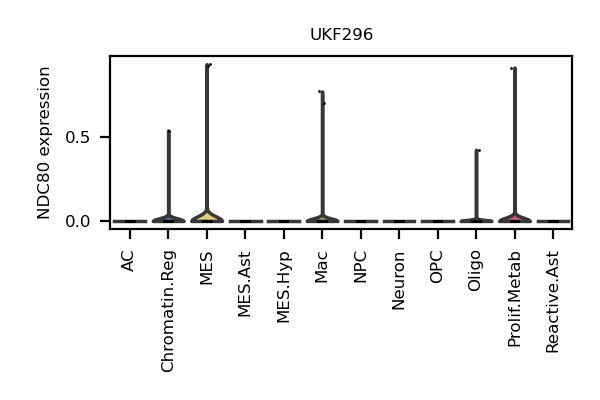 UKF296
NDC80 expression
0.5
0.0
AC
Chromatin.Reg
MES
MES.Ast
MES.Hyp
Mac
NPC
Neuron
OPC
Oligo
Prolif.Metab
Reactive.Ast